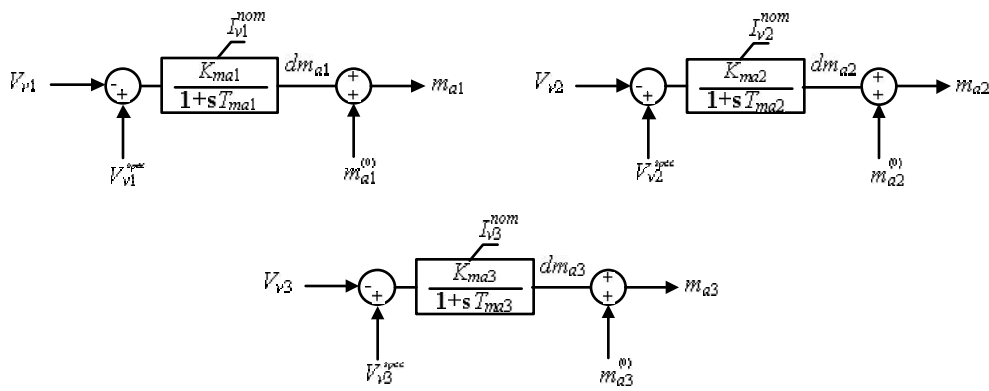 I_{v1}^{nom}
V_{v1} - + K_{ma1} dm_{a1} + + m_{a1}
1+sT_{ma1}
V_{v1}^{spec} m_{a1}^{(0)}
I_{v2}^{nom}
V_{v2} - + K_{ma2} dm_{a2} + + m_{a2}
1+sT_{ma2}
V_{v2}^{spec} m_{a2}^{(0)}
I_{v3}^{nom}
V_{v3} - + K_{ma3} dm_{a3} + + m_{a3}
1+sT_{ma3}
V_{v3}^{spec} m_{a3}^{(0)}